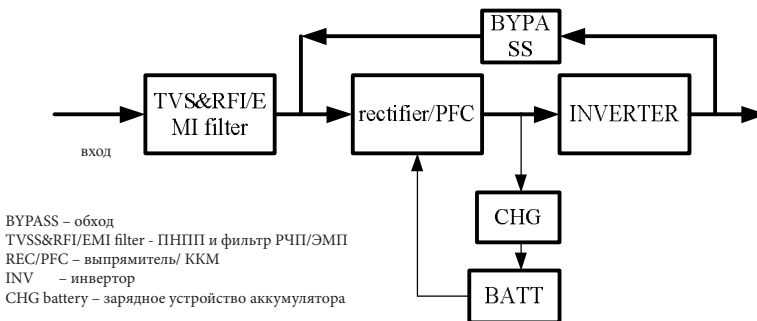 BYPA
SS
TVS&RFI/E
MI filter
rectifier/PFC
INVERTER
вход
CHG
BATT
BYPASS – обход
TVSS&RFI/EMI filter - ПНПП и фильтр РЧП/ЭМП
REC/PFC – выпрямитель/ ККМ
INV – инвертор
CHG battery – зарядное устройство аккумулятора